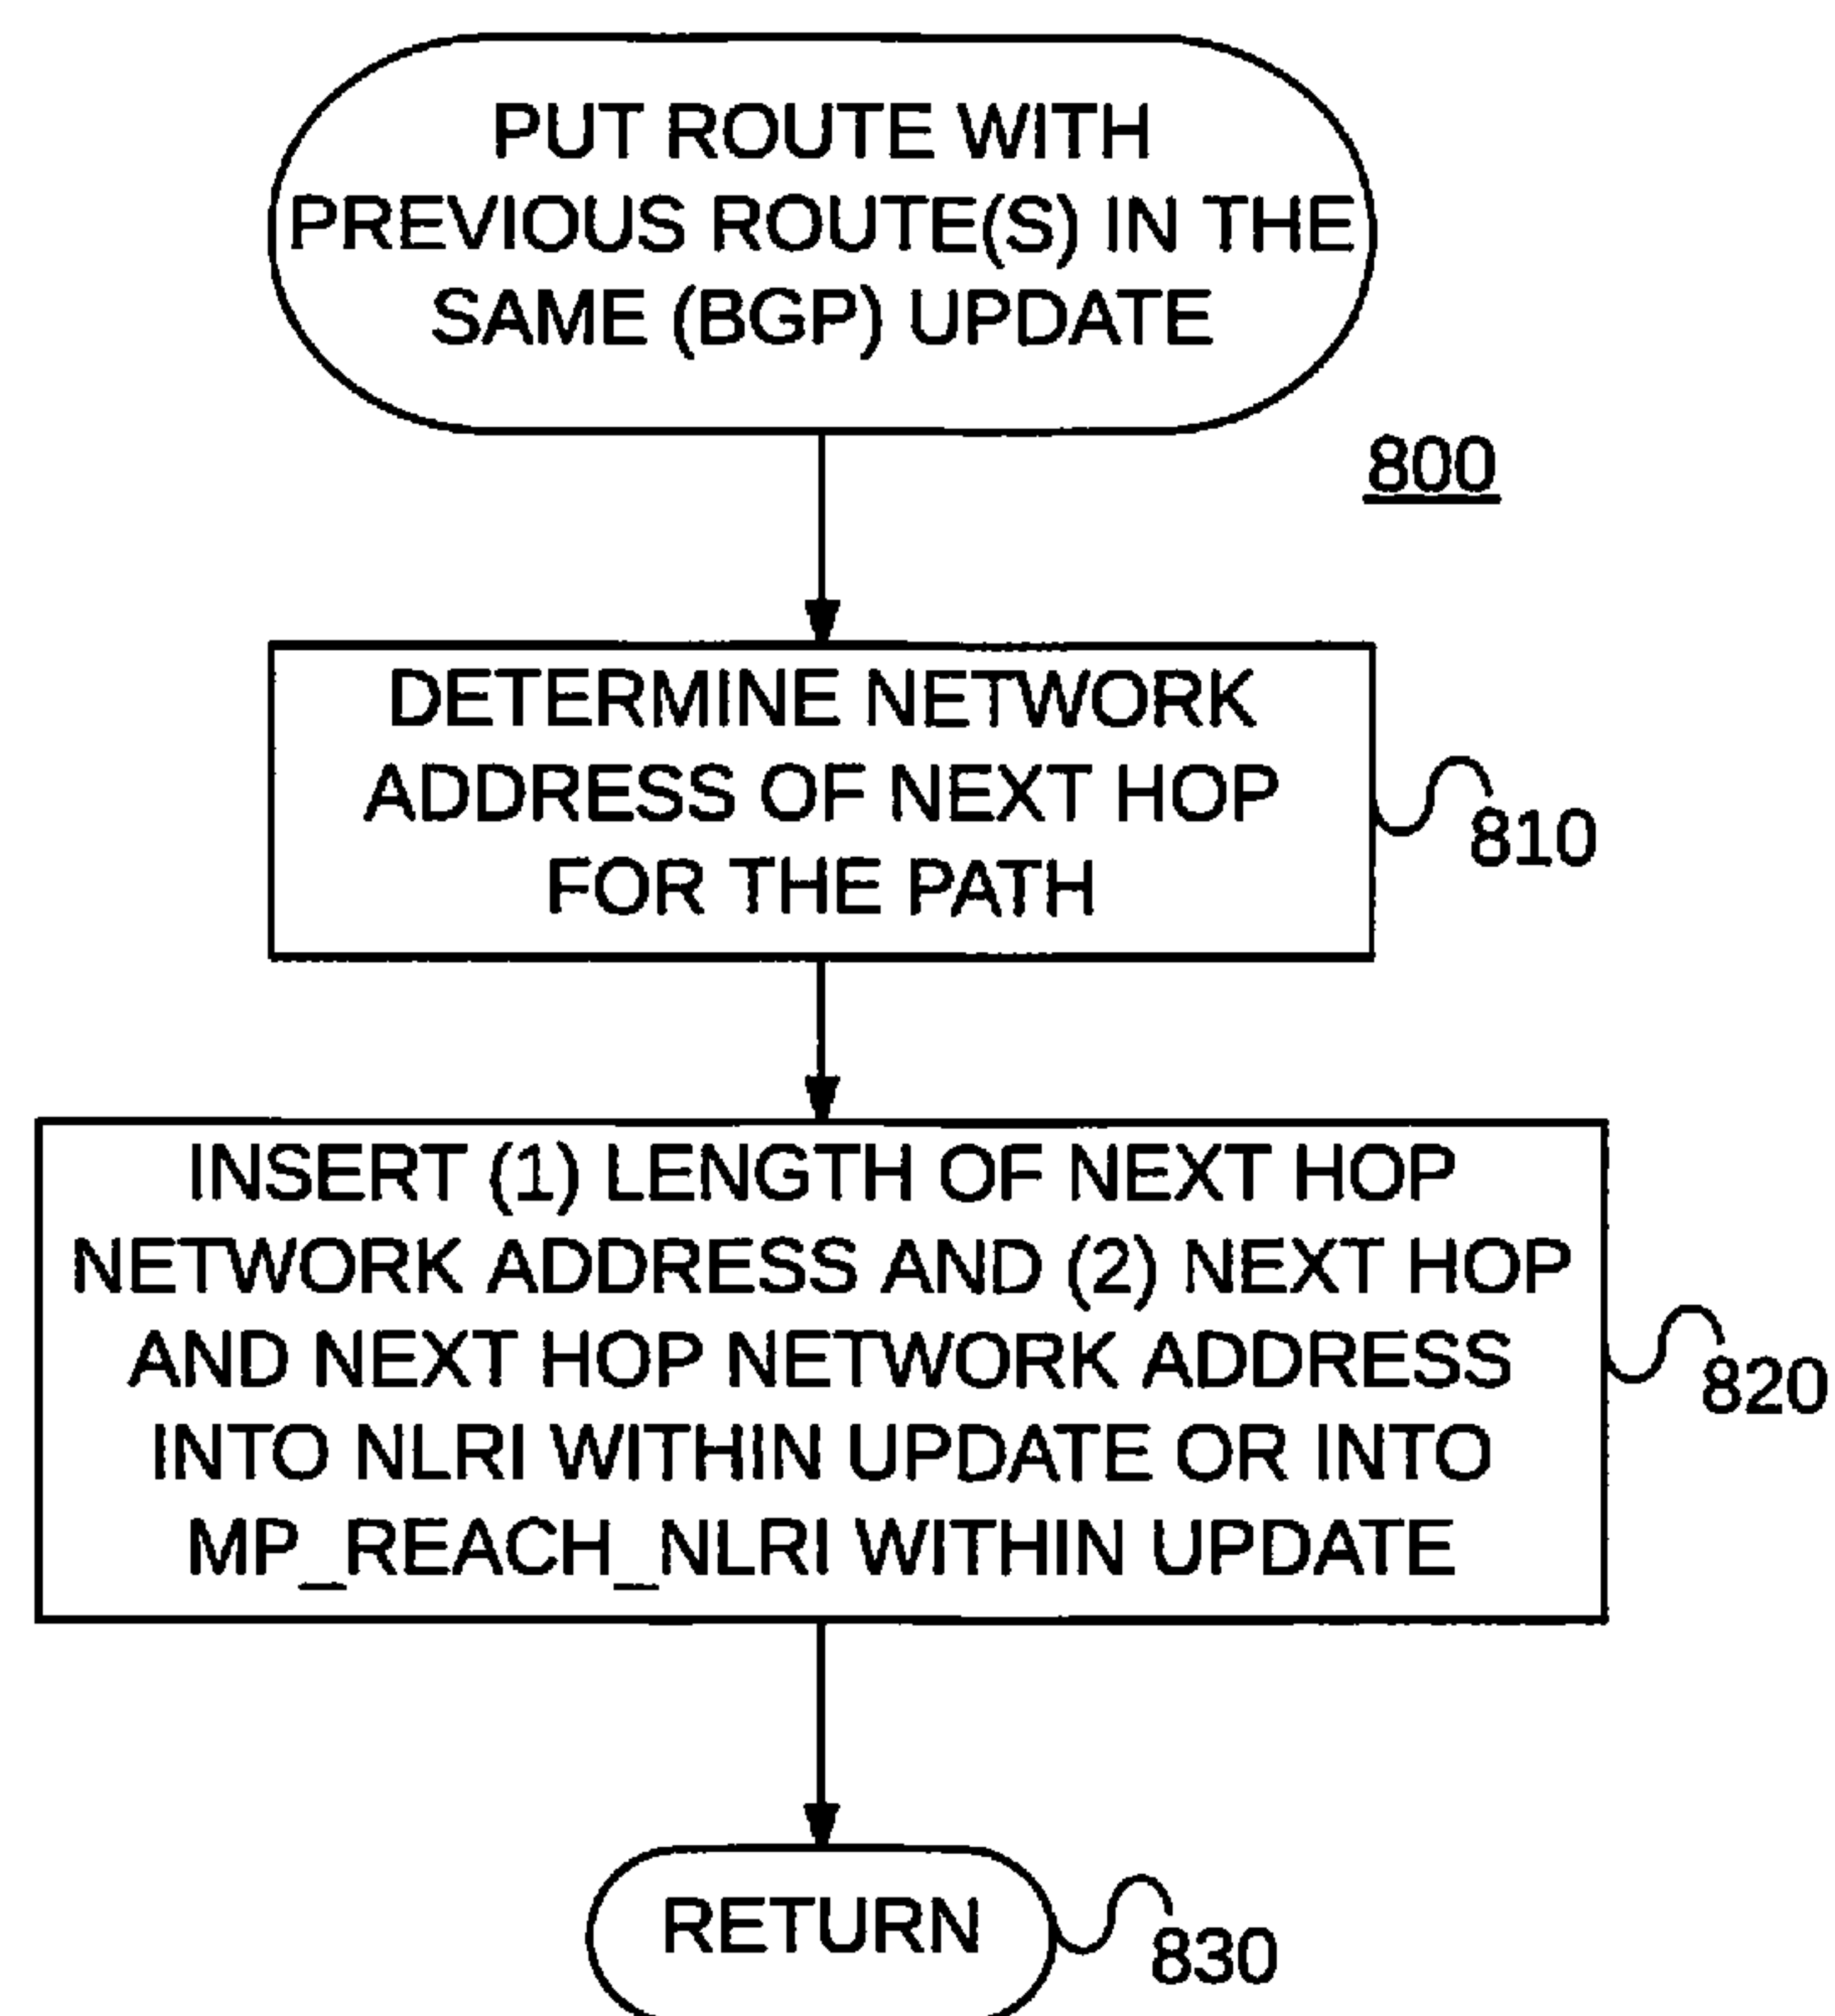 PUT ROUTE WITH
PREVIOUS ROUTE(S) IN THE
SAME (BGP) UPDATE
800
DETERMINE NETWORK
ADDRESS OF NEXT HOP
FOR THE PATH
810
INSERT (1) LENGTH OF NEXT HOP
NETWORK ADDRESS AND (2) NEXT HOP
AND NEXT HOP NETWORK ADDRESS
INTO NLRI WITHIN UPDATE OR INTO
MP_REACH_NLRI WITHIN UPDATE
820
RETURN
830